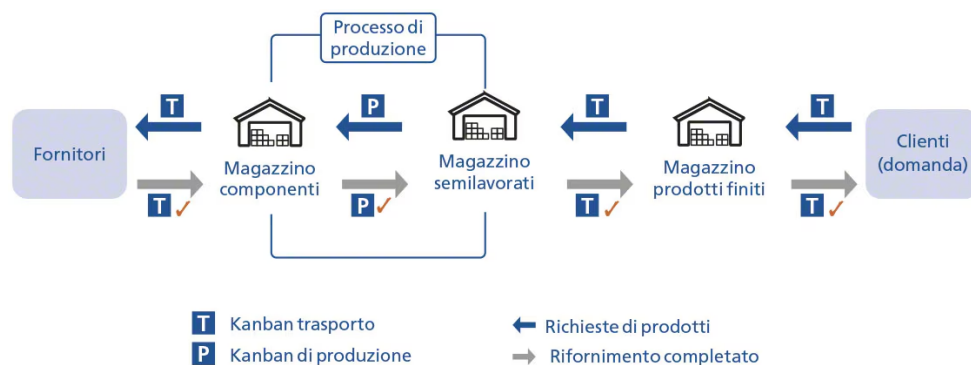 Processo di
produzione
T
P
T
T
Fornitori
Magazzino
componenti
Magazzino
semilavorati
Magazzino
prodotti finiti
Clienti
(domanda)
T
P
T
T
T Kanban trasporto
Richieste di prodotti
P Kanban di produzione
Rifornimento completato